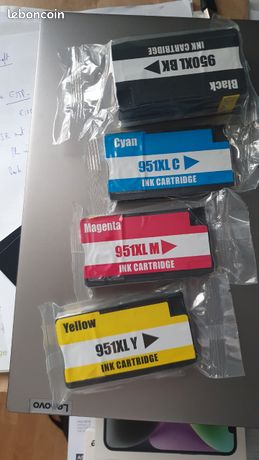 leboncoin
950XL BK
INK CARTRIDGE
Black
Cyan
951XL C
INK CARTRIDGE
Magenta
951XL M
INK CARTRIDGE
Yellow
951XL Y
INK CARTRIDGE
Lenovo